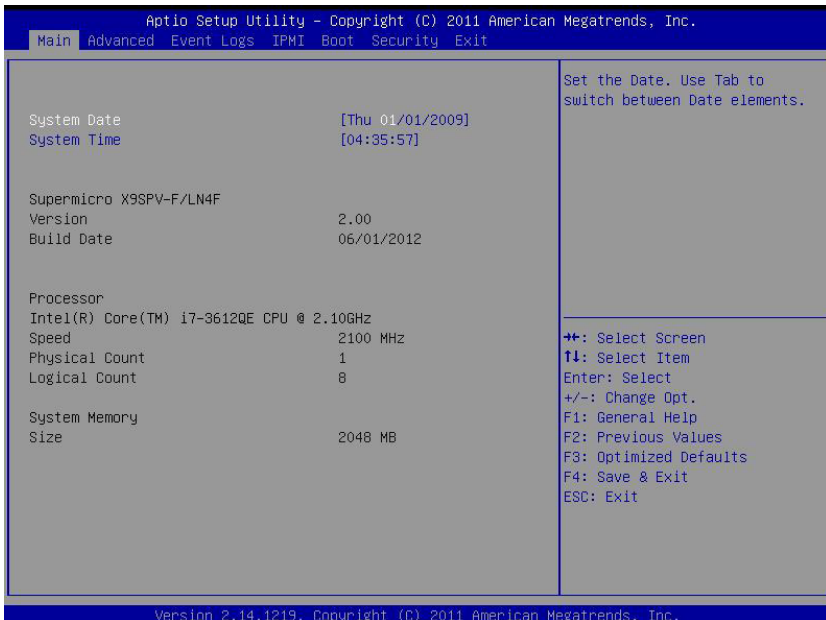 Aptio Setup Utility – Copyright (C) 2011 American Megatrends, Inc.
Main Advanced Event Logs IPMI Boot Security Exit
System Date [Thu 01/01/2009]
System Time [04:35:57]
Supermicro X9SPV-F/LN4F
Version 2.00
Build Date 06/01/2012
Processor
Intel(R) Core(TM) i7-3612QE CPU @ 2.10GHz
Speed 2100 MHz
Physical Count 1
Logical Count 8
System Memory
Size 2048 MB
Set the Date. Use Tab to
switch between Date elements.
→←: Select Screen
↑↓: Select Item
Enter: Select
+/-: Change Opt.
F1: General Help
F2: Previous Values
F3: Optimized Defaults
F4: Save & Exit
ESC: Exit
Version 2.14.1219. Copyright (C) 2011 American Megatrends, Inc.